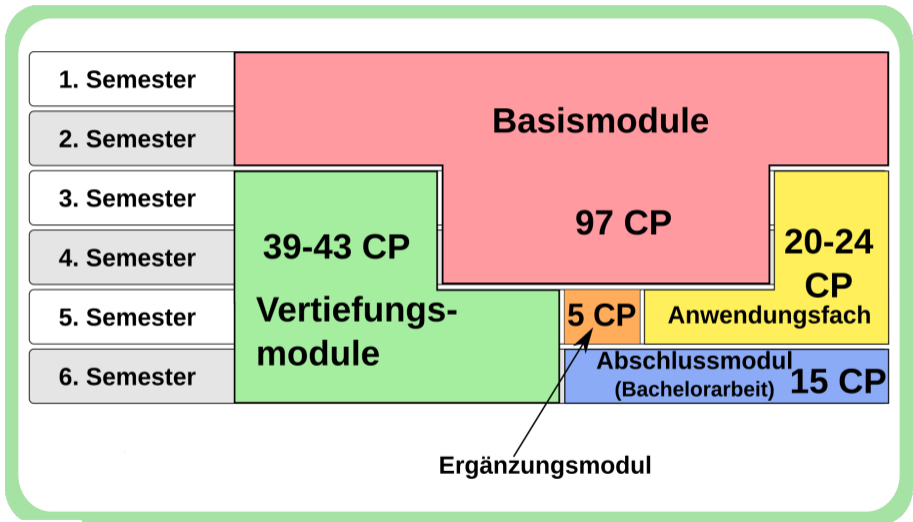 1. Semester
2. Semester
3. Semester
4. Semester
5. Semester
6. Semester
Basismodule
97 CP
39-43 CP
Vertiefungs-
module
20-24
CP
Anwendungsfach
5 CP
Abschlussmodul
(Bachelorarbeit)
15 CP
Ergänzungsmodul